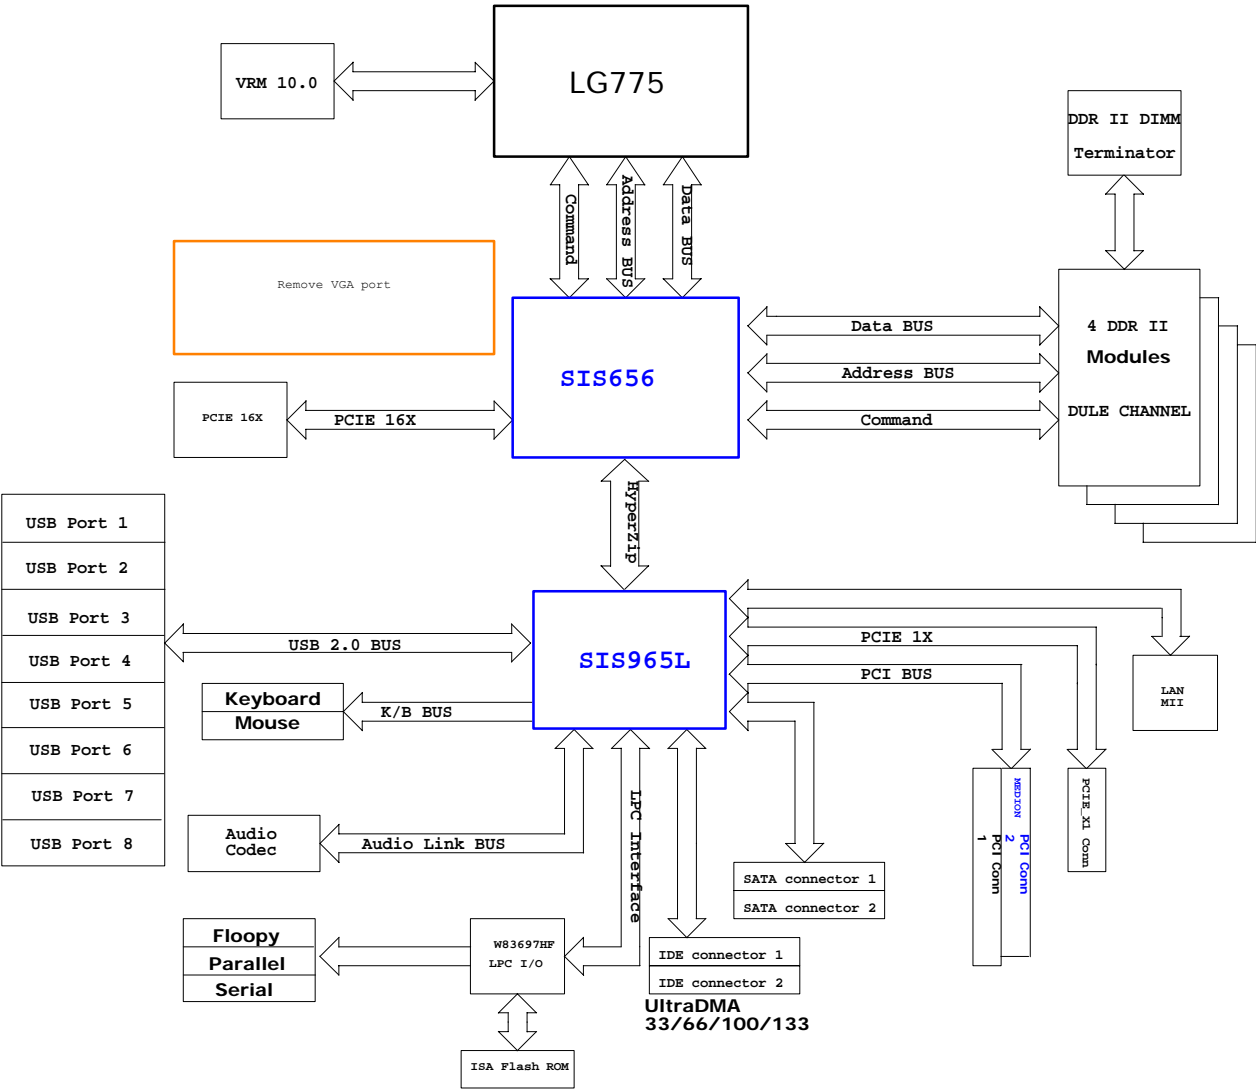 LG775
VRM 10.0
DDR II DIMM
Terminator
Command
Address BUS
Data BUS
Remove VGA port
SIS656
Data BUS
Address BUS
Command
4 DDR II
Modules
DULE CHANNEL
PCIE 16X
PCIE 16X
HyperZip
USB Port 1
USB Port 2
USB Port 3
USB Port 4
USB Port 5
USB Port 6
USB Port 7
USB Port 8
USB 2.0 BUS
SIS965L
PCIE 1X
PCI BUS
LAN
MII
Keyboard
Mouse
K/B BUS
Audio
Codec
Audio Link BUS
LPC Interface
MEDION
PCI Conn
2
PCI Conn
1
PCIE_X1 Conn
SATA connector 1
SATA connector 2
Floopy
Parallel
Serial
W83697HF
LPC I/O
IDE connector 1
IDE connector 2
UltraDMA
33/66/100/133
ISA Flash ROM